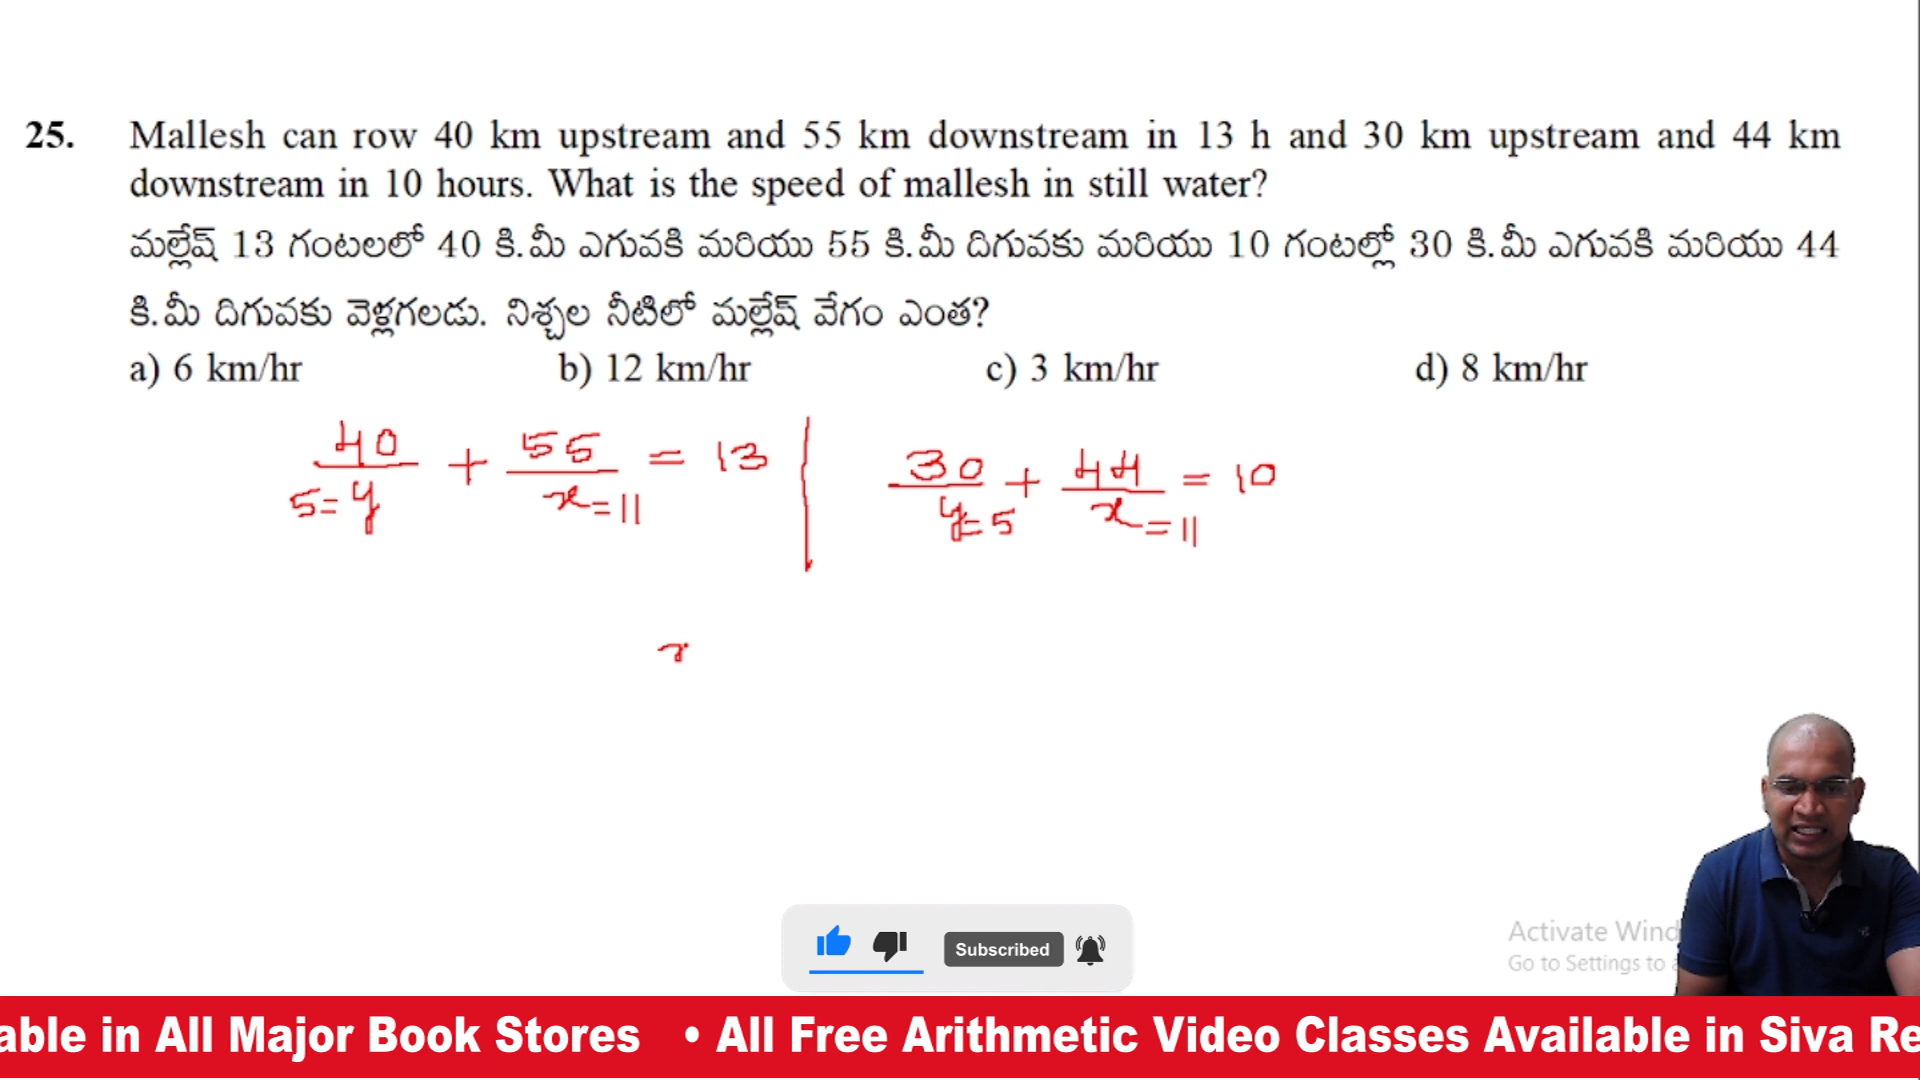 25. Mallesh can row 40 km upstream and 55 km downstream in 13 h and 30 km upstream and 44 km
downstream in 10 hours. What is the speed of mallesh in still water?
మల్లేష్ 13 గంటలలో 40 కి.మీ ఎగువకి మరియు 55 కి.మీ దిగువకు మరియు 10 గంటల్లో 30 కి.మీ ఎగువకి మరియు 44
కి.మీ దిగువకు వెళ్లగలడు. నిశ్చల నీటిలో మల్లేష్ వేగం ఎంత?
a) 6 km/hr b) 12 km/hr c) 3 km/hr d) 8 km/hr
40 + 55 = 13 30 + 44 = 10
5=y x=11 y=5 x=11
Subscribed
Activate Wind
Go to Settings to
able in All Major Book Stores • All Free Arithmetic Video Classes Available in Siva Re